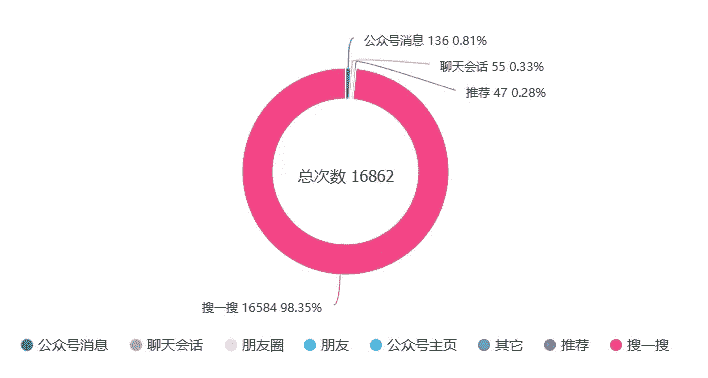 公众号消息 136 0.81%
聊天会话 55 0.33%
推荐 47 0.28%
总次数 16862
搜一搜 16584 98.35%
公众号消息 聊天会话 朋友圈 朋友 公众号主页 其它 推荐 搜一搜